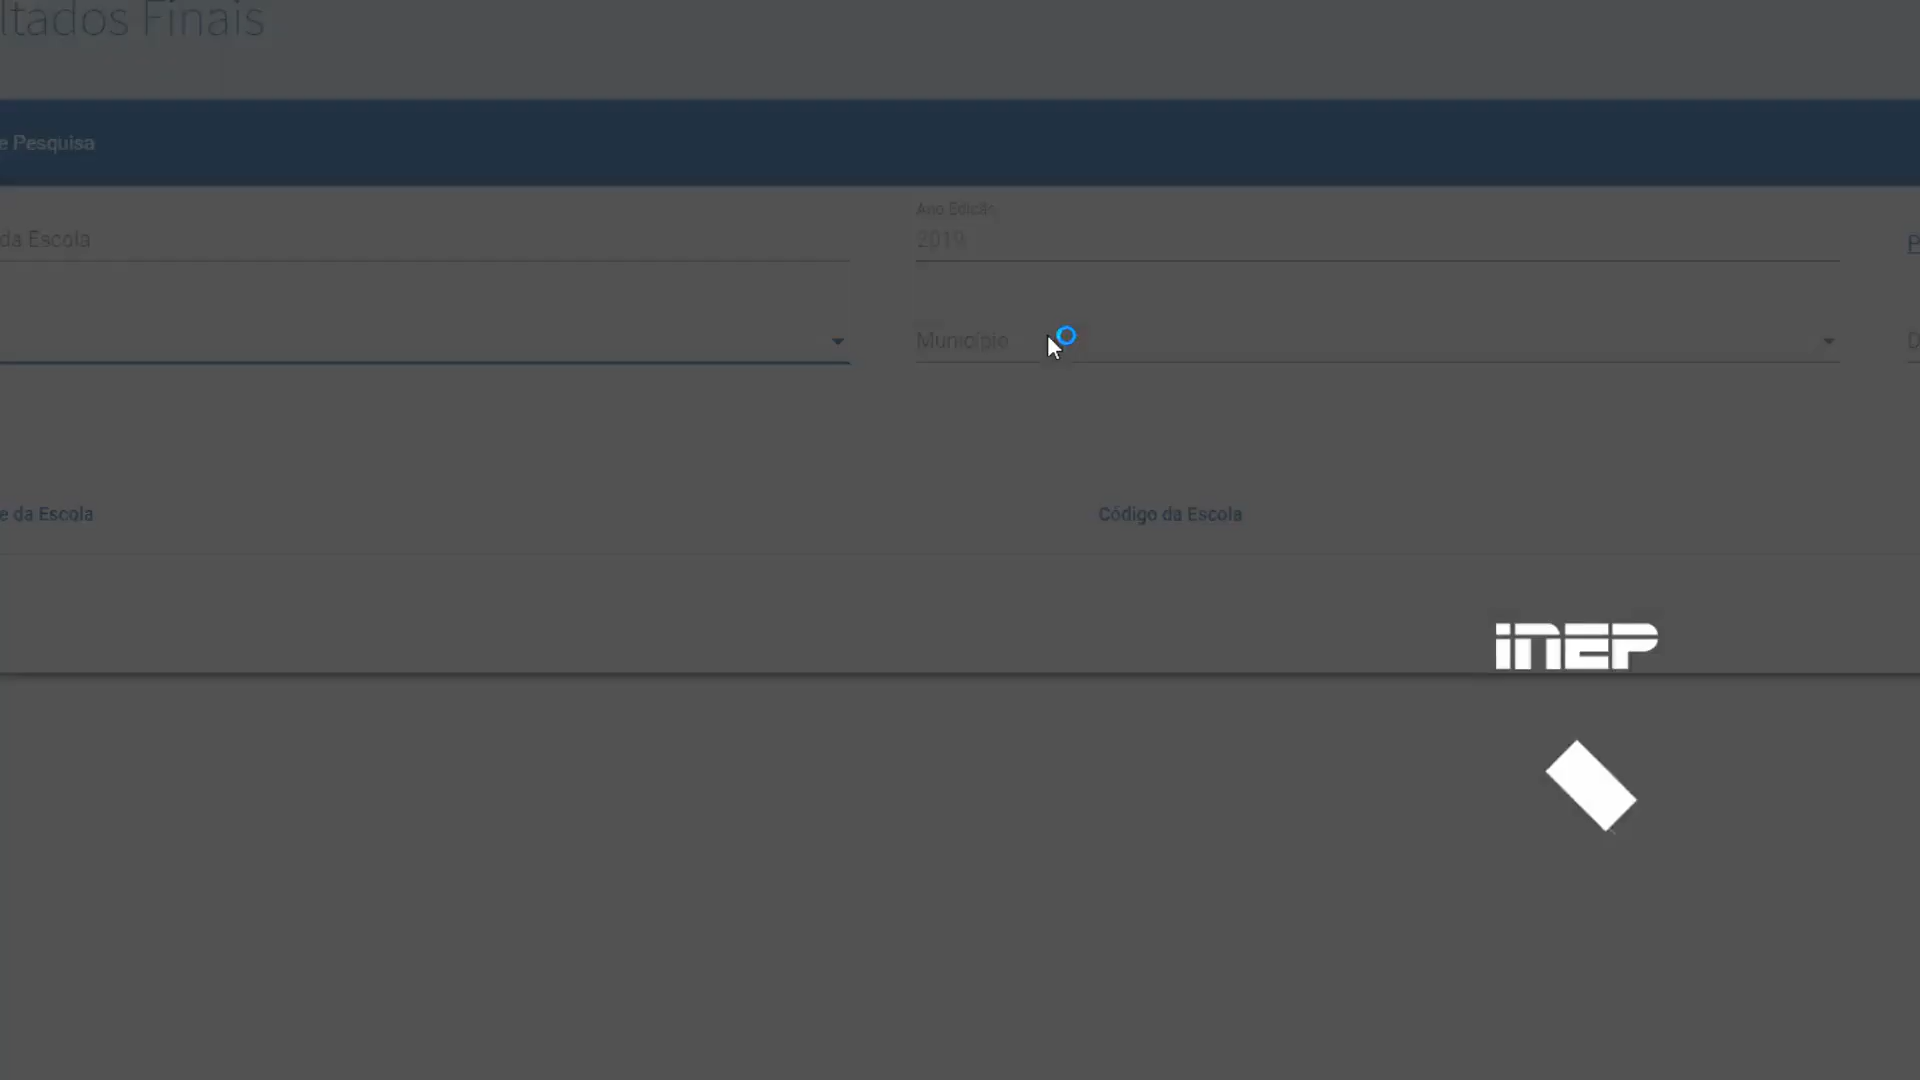 ltados Finais
e Pesquisa
da Escola
Ano Edição
2019
Município
e da Escola
Código da Escola
inep